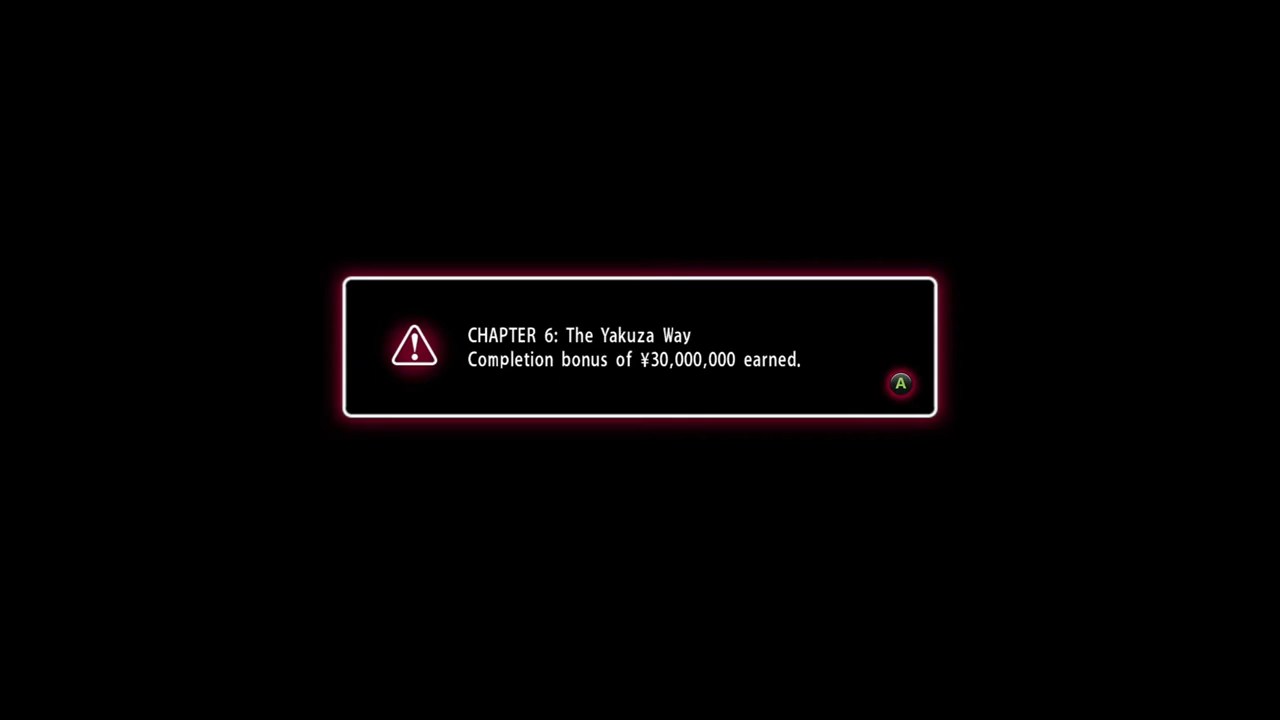 CHAPTER 6: The Yakuza Way
Completion bonus of ¥30,000,000 earned.
A